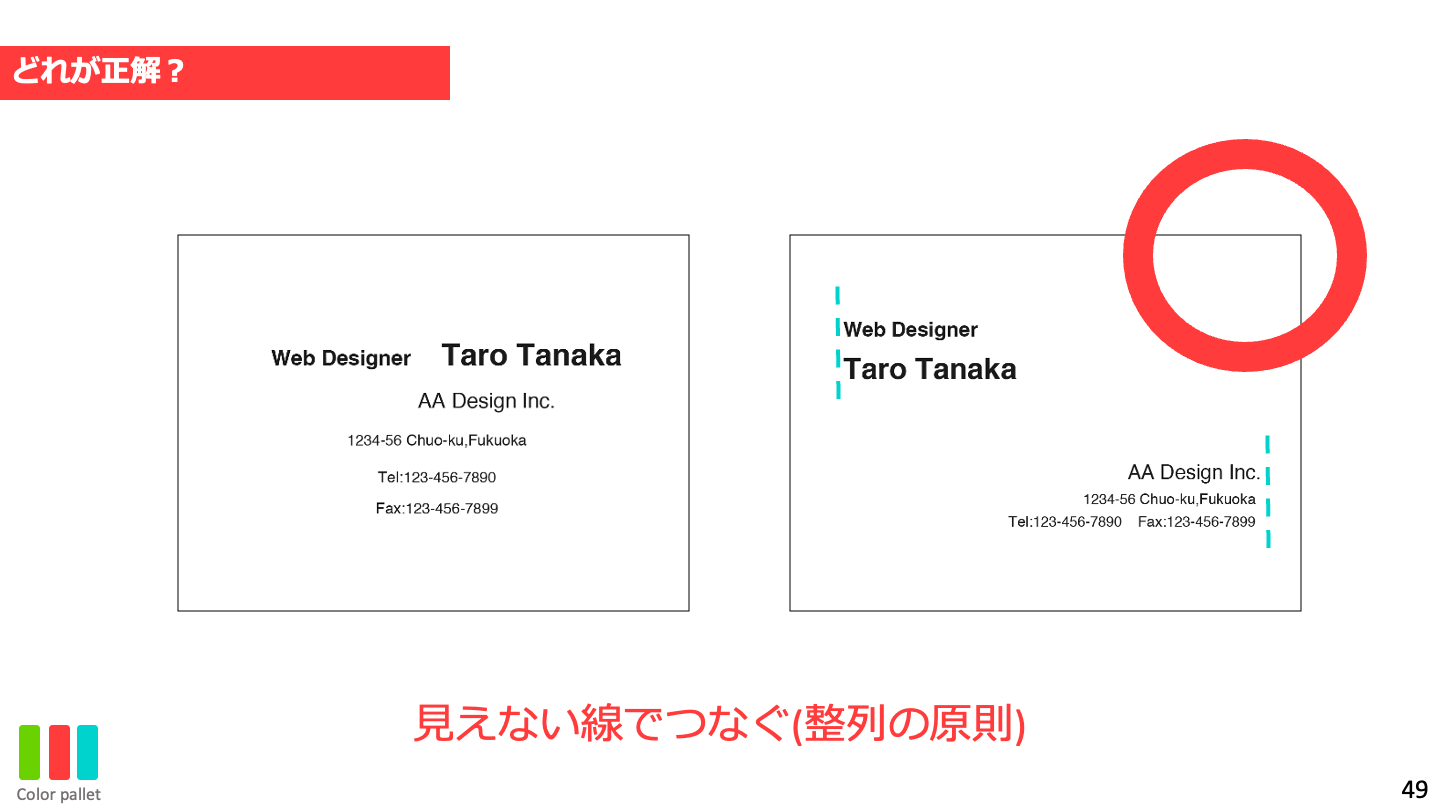 どれが正解？
Web Designer Taro Tanaka
AA Design Inc.
1234-56 Chuo-ku,Fukuoka
Tel:123-456-7890
Fax:123-456-7899
Web Designer
Taro Tanaka
AA Design Inc.
1234-56 Chuo-ku,Fukuoka
Tel:123-456-7890 Fax:123-456-7899
見えない線でつなぐ(整列の原則)
Color pallet
49